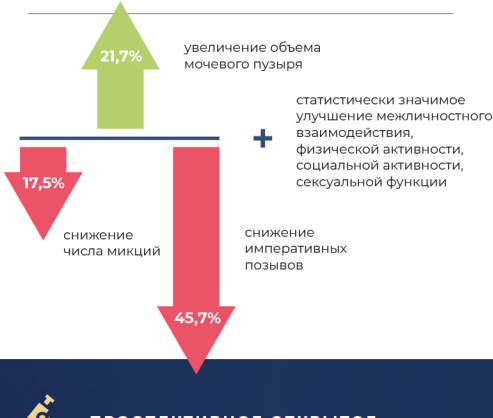 21,7%
увеличение объема
мочевого пузыря
+
статистически значимое
улучшение межличностного
взаимодействия,
физической активности,
социальной активности,
сексуальной функции
17,5%
снижение
числа микций
снижение
императивных
позывов
45,7%